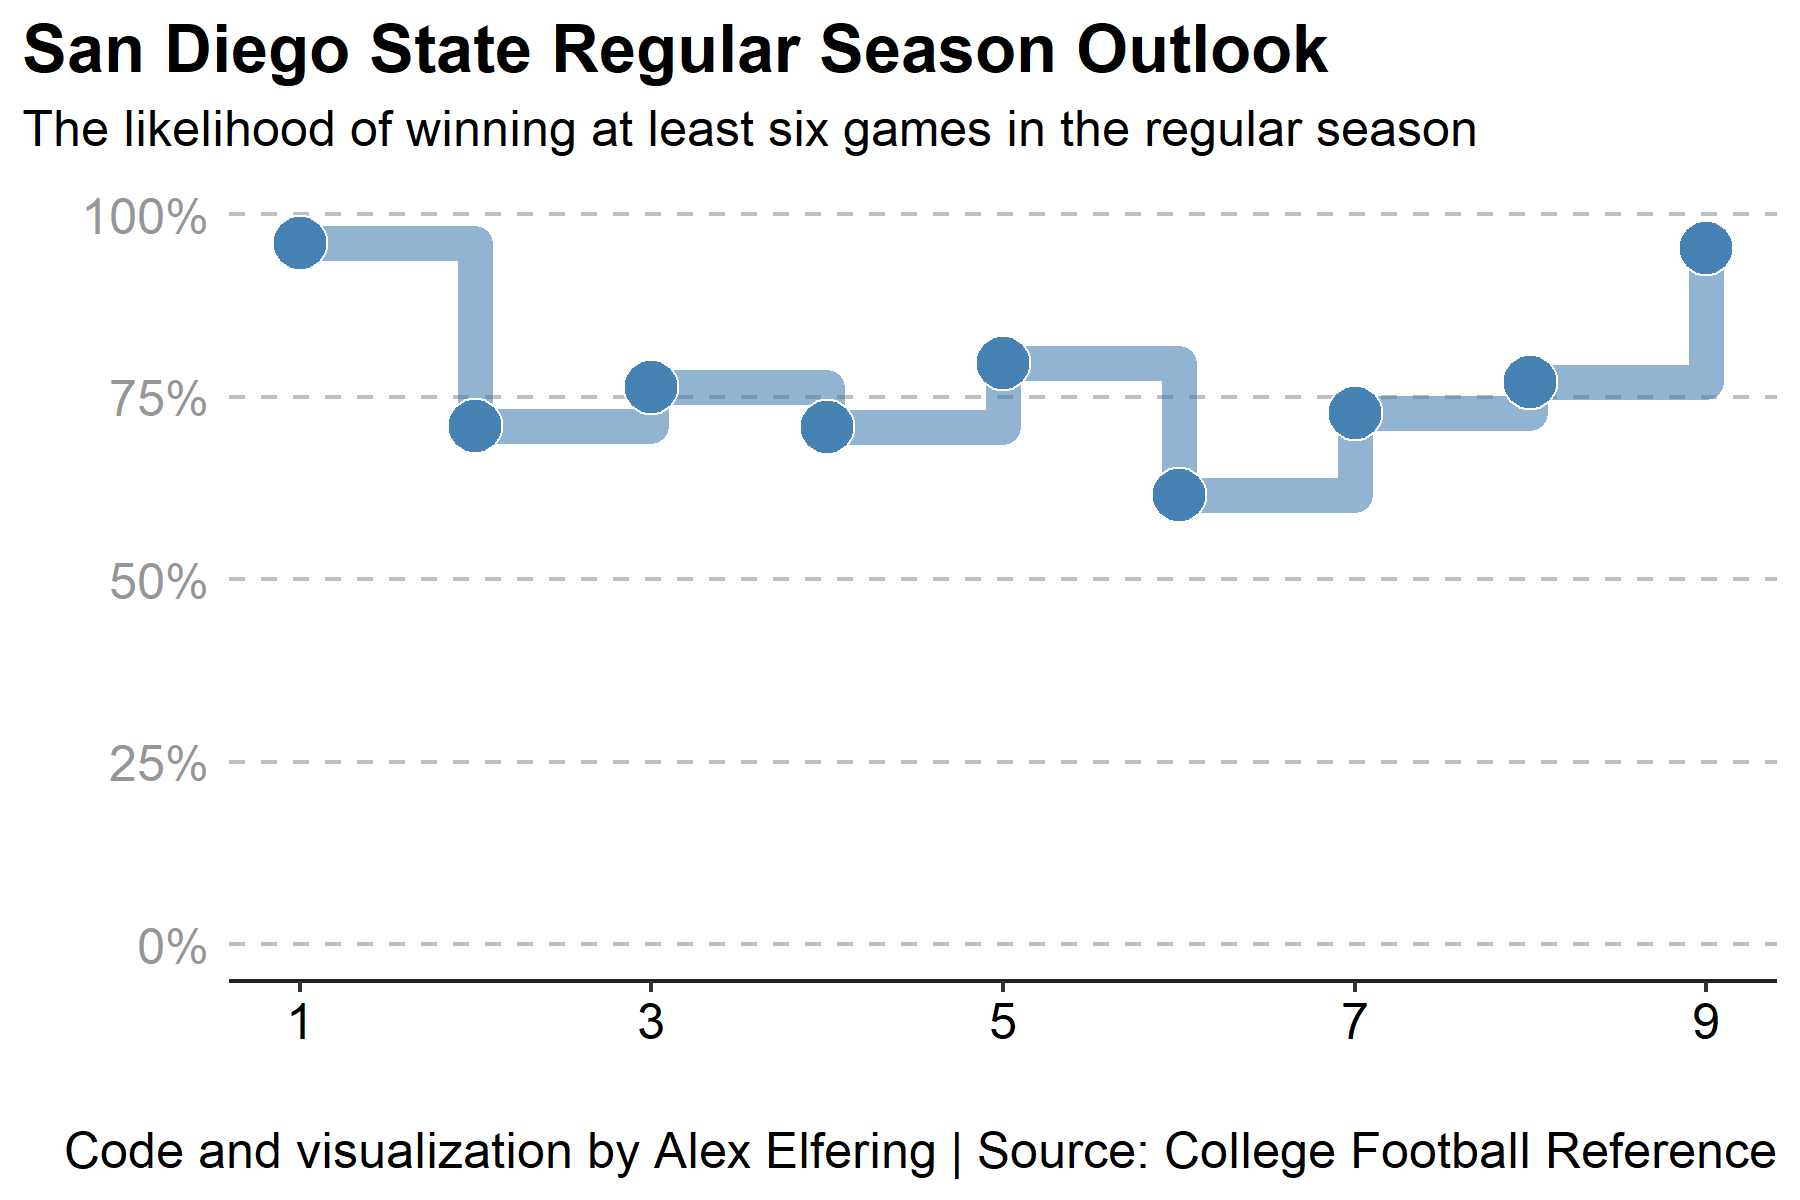 San Diego State Regular Season Outlook
The likelihood of winning at least six games in the regular season
100%
75%
50%
25%
0%
1 3 5 7 9
Code and visualization by Alex Elfering | Source: College Football Reference